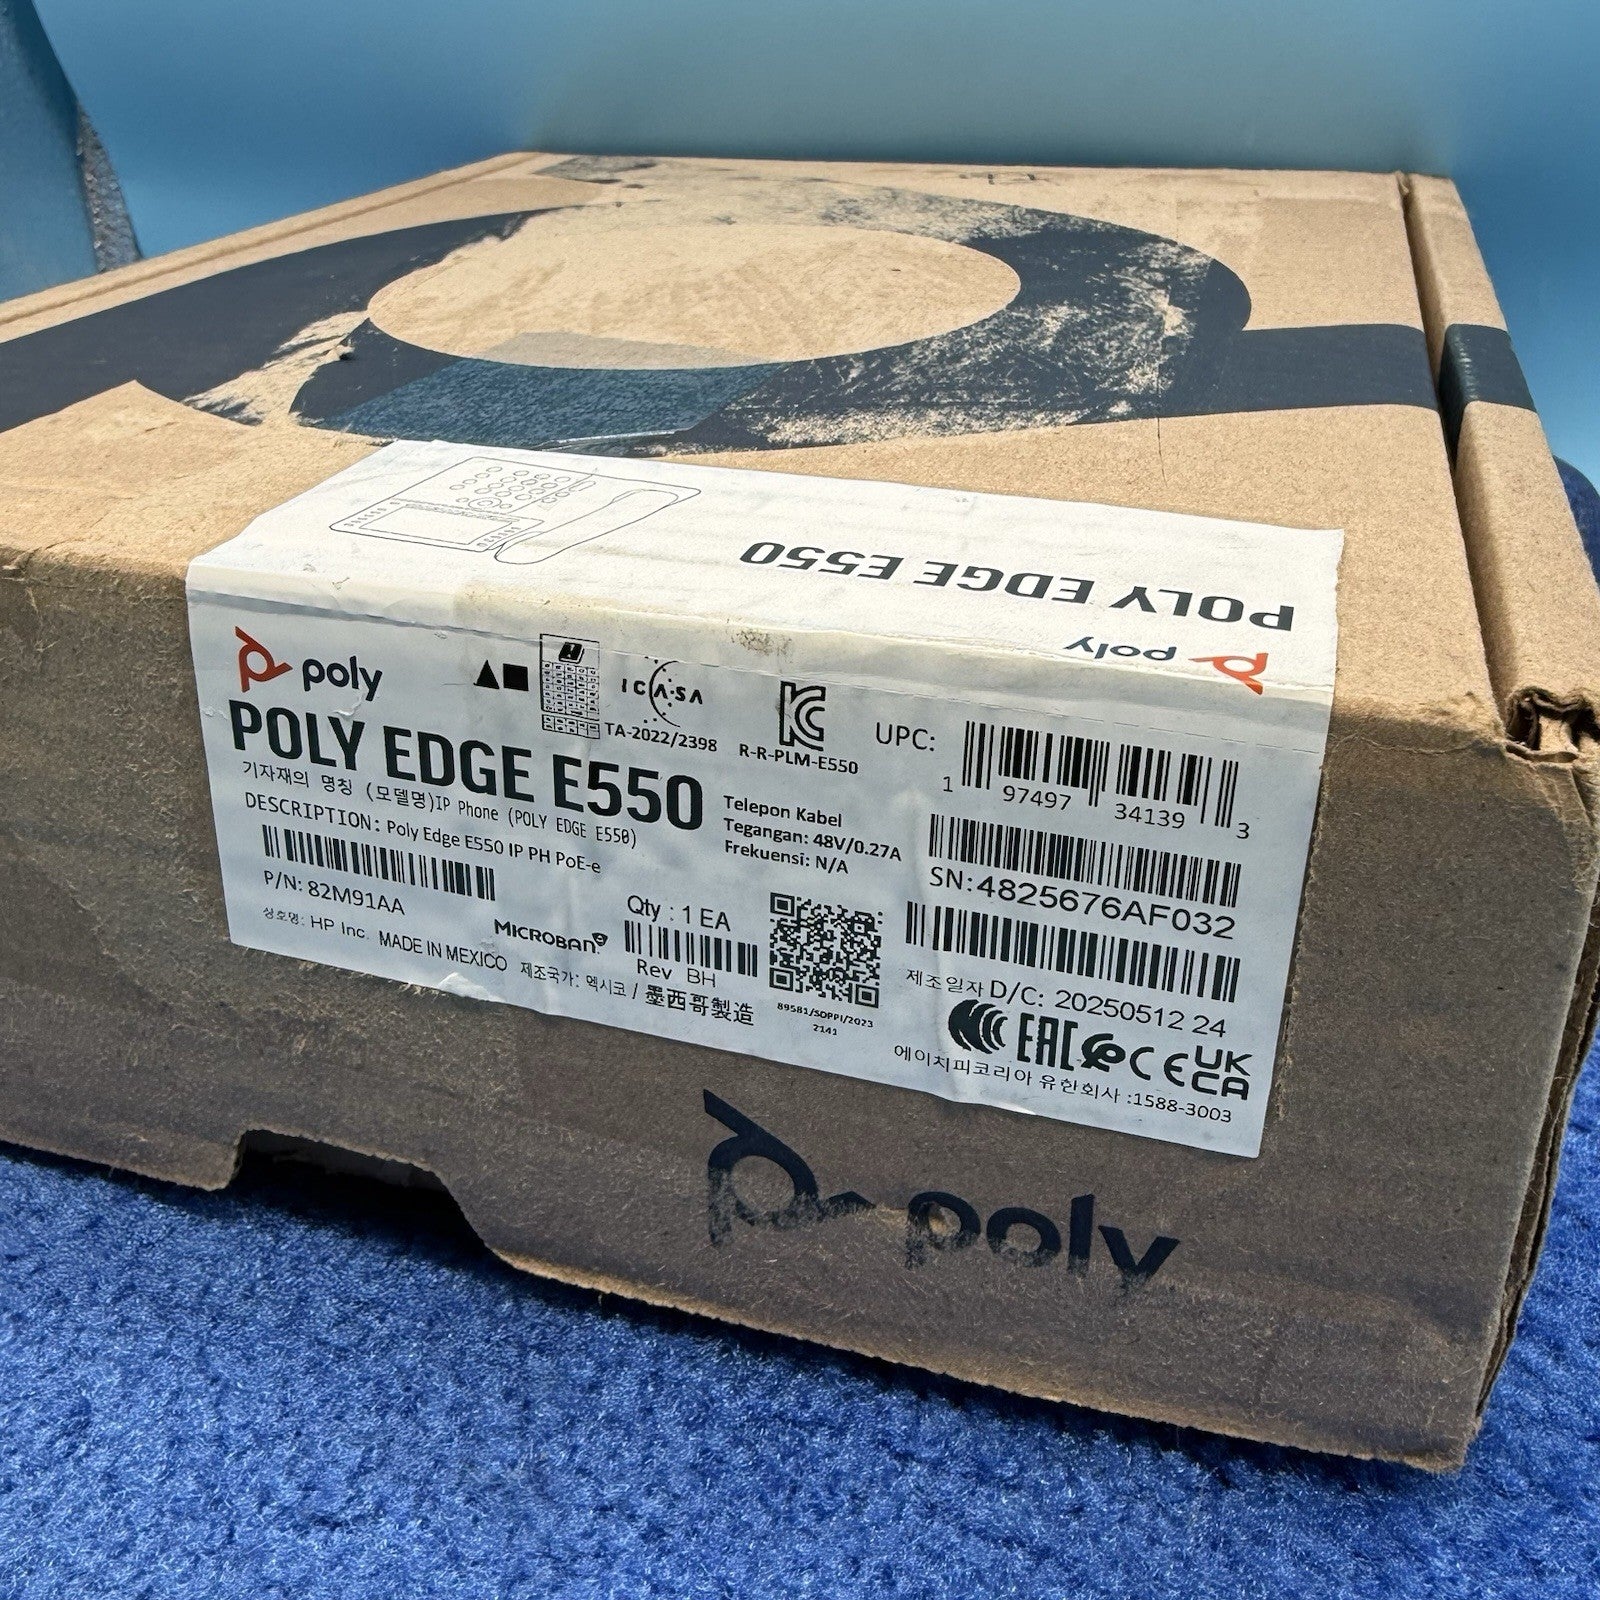 POLY EDGE E550
poly
poly
POLY EDGE E550
기자재의 명칭 (모델명)IP Phone (POLY EDGE E550)
DESCRIPTION: Poly Edge E550 IP PH PoE-e
P/N: 82M91AA
상호명: HP Inc. MADE IN MEXICO 제조국가: 멕시코 / 墨西哥製造
MICROBAN
ICASA
TA-2022/2398
R-R-PLM-E550
Telepon Kabel
Tegangan: 48V/0.27A
Frekuensi: N/A
Qty : 1 EA
Rev BH
89581/SDPPI/2023
2141
UPC:
1 97497 34139 3
SN:4825676AF032
제조일자 D/C: 20250512 24
EAC CE UKCA
에이치피코리아 유한회사 :1588-3003
poly